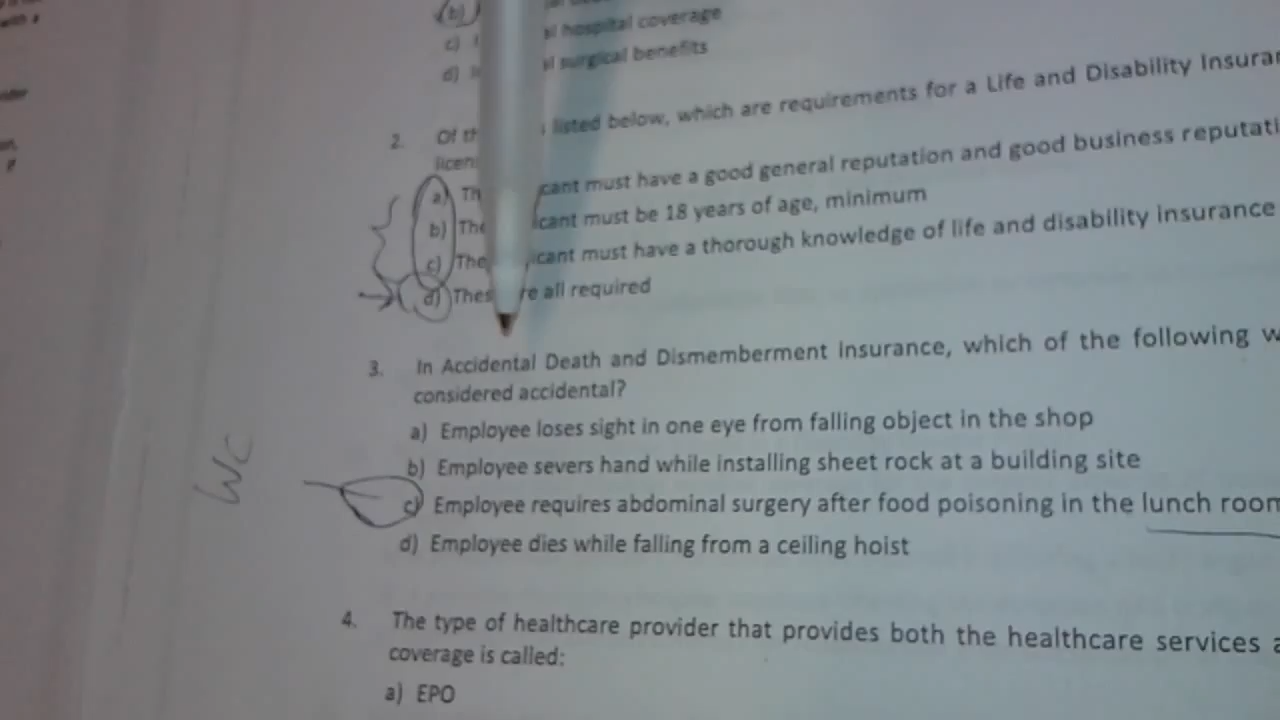 (b)
c) al hospital coverage
d) al surgical benefits
2. Of th listed below, which are requirements for a Life and Disability Insuran
licen
a) Th cant must have a good general reputation and good business reputati
b) The icant must be 18 years of age, minimum
c) The icant must have a thorough knowledge of life and disability insurance
d) Thes re all required
3. In Accidental Death and Dismemberment Insurance, which of the following w
considered accidental?
a) Employee loses sight in one eye from falling object in the shop
b) Employee severs hand while installing sheet rock at a building site
WC
c) Employee requires abdominal surgery after food poisoning in the lunch room
d) Employee dies while falling from a ceiling hoist
4. The type of healthcare provider that provides both the healthcare services a
coverage is called:
a) EPO